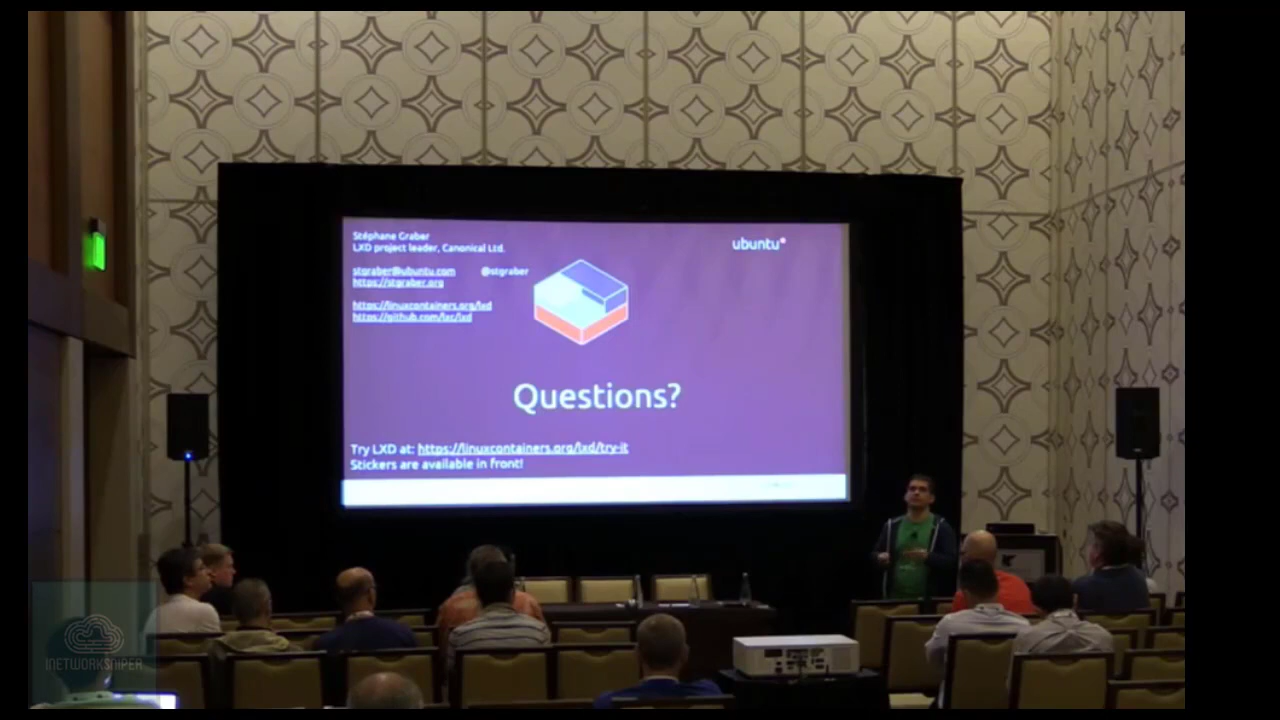 Stéphane Graber
LXD project leader, Canonical Ltd.
ubuntu
stgraber@ubuntu.com @stgraber
https://stgraber.org
https://linuxcontainers.org/lxd
https://github.com/lxc/lxd
Questions?
Try LXD at: https://linuxcontainers.org/lxd/try-it
Stickers are available in front!
INETWORKSNIPER